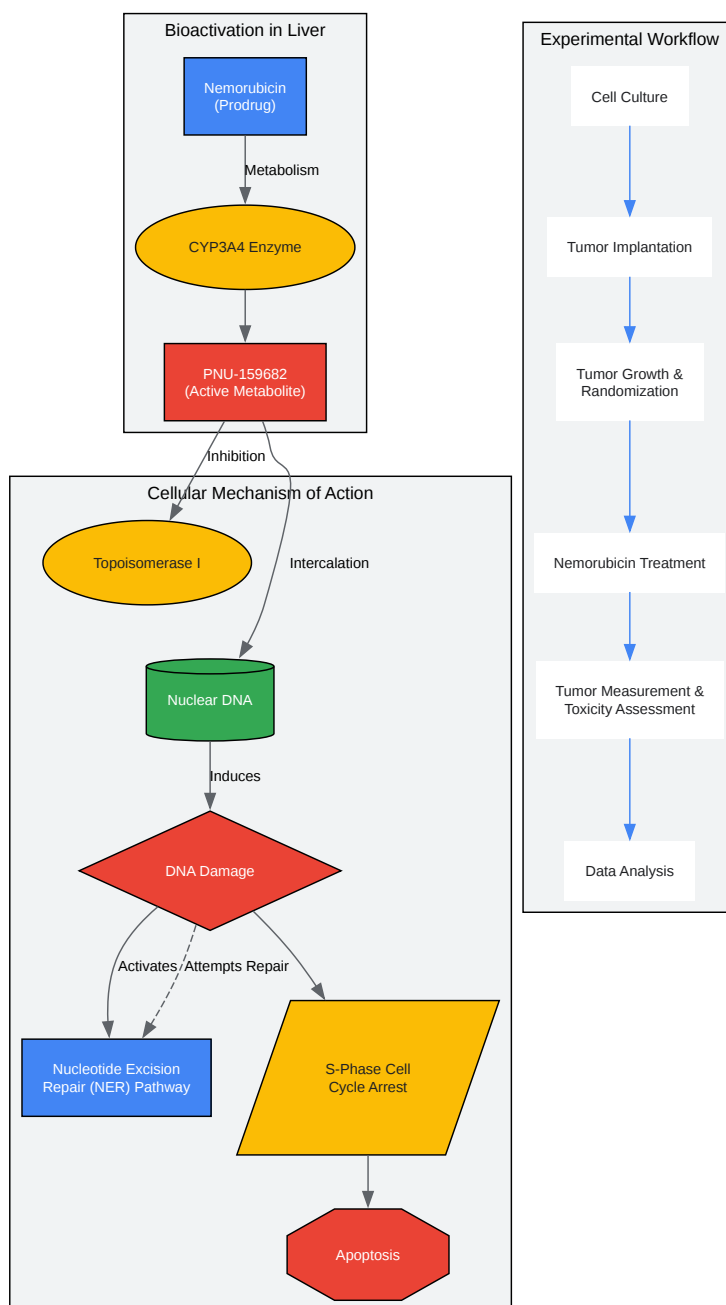 Bioactivation in Liver
Nemorubicin
(Prodrug)
Metabolism
CYP3A4 Enzyme
PNU-159682
(Active Metabolite)
Inhibition
Cellular Mechanism of Action
Topoisomerase I
Intercalation
Nuclear DNA
Induces
DNA Damage
Activates
Attempts Repair
Nucleotide Excision
Repair (NER) Pathway
S-Phase Cell
Cycle Arrest
Apoptosis
Experimental Workflow
Cell Culture
Tumor Implantation
Tumor Growth &
Randomization
Nemorubicin Treatment
Tumor Measurement &
Toxicity Assessment
Data Analysis